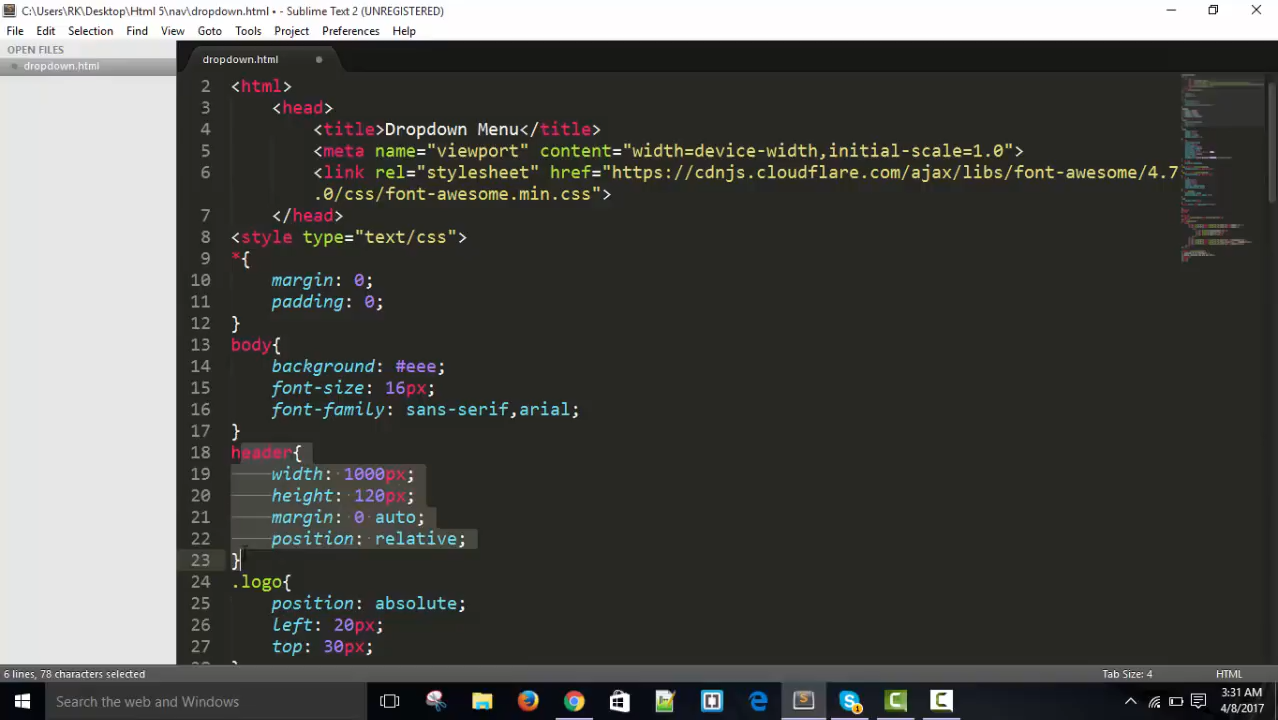 C:\Users\RK\Desktop\Html 5\nav\dropdown.html • - Sublime Text 2 (UNREGISTERED)
File Edit Selection Find View Goto Tools Project Preferences Help
OPEN FILES
dropdown.html
dropdown.html
2 <html>
3 <head>
4 <title>Dropdown Menu</title>
5 <meta name="viewport" content="width=device-width,initial-scale=1.0">
6 <link rel="stylesheet" href="https://cdnjs.cloudflare.com/ajax/libs/font-awesome/4.7
.0/css/font-awesome.min.css">
7 </head>
8 <style type="text/css">
9 *{
10 margin: 0;
11 padding: 0;
12 }
13 body{
14 background: #eee;
15 font-size: 16px;
16 font-family: sans-serif,arial;
17 }
18 header{
19 width: 1000px;
20 height: 120px;
21 margin: 0 auto;
22 position: relative;
23 }
24 .logo{
25 position: absolute;
26 left: 20px;
27 top: 30px;
6 lines, 78 characters selected
Tab Size: 4
HTML
Search the web and Windows
3:31 AM
4/8/2017